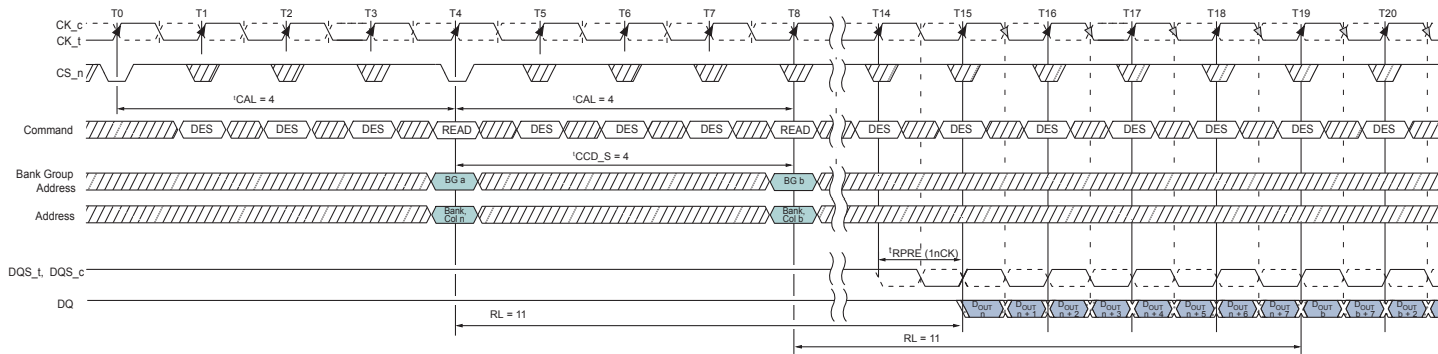 T0 T1 T2 T3 T4 T5 T6 T7 T8 T14 T15 T16 T17 T18 T19 T20
CK_c
CK_t
CS_n
tCAL = 4 tCAL = 4
Command DES DES DES READ DES DES DES READ DES DES DES DES DES DES DES
tCCD_S = 4
Bank Group
Address
BG a BG b
Address
Bank,
Col n
Bank,
Col b
tRPRE (1nCK)
DQS_t, DQS_c
DQ
DOUT
n
DOUT
n + 1
DOUT
n + 2
DOUT
n + 3
DOUT
n + 4
DOUT
n + 5
DOUT
n + 6
DOUT
n + 7
DOUT
b
DOUT
b + 7
DOUT
b + 2
RL = 11
RL = 11